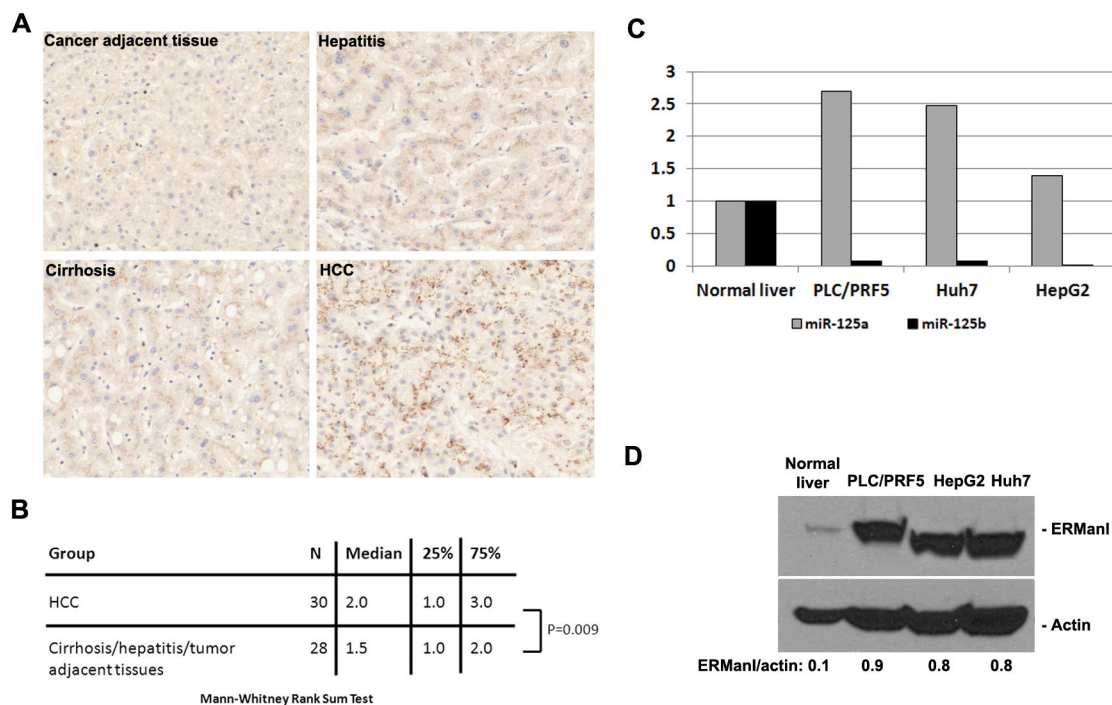 A
Cancer adjacent tissue
Hepatitis
Cirrhosis
HCC
B
Group N Median 25% 75%
HCC 30 2.0 1.0 3.0
Cirrhosis/hepatitis/tumor adjacent tissues 28 1.5 1.0 2.0
P=0.009
Mann-Whitney Rank Sum Test
C
3
2.5
2
1.5
1
0.5
0
Normal liver PLC/PRF5 Huh7 HepG2
miR-125a miR-125b
D
Normal liver PLC/PRF5 HepG2 Huh7
- ERManI
- Actin
ERManI/actin: 0.1 0.9 0.8 0.8